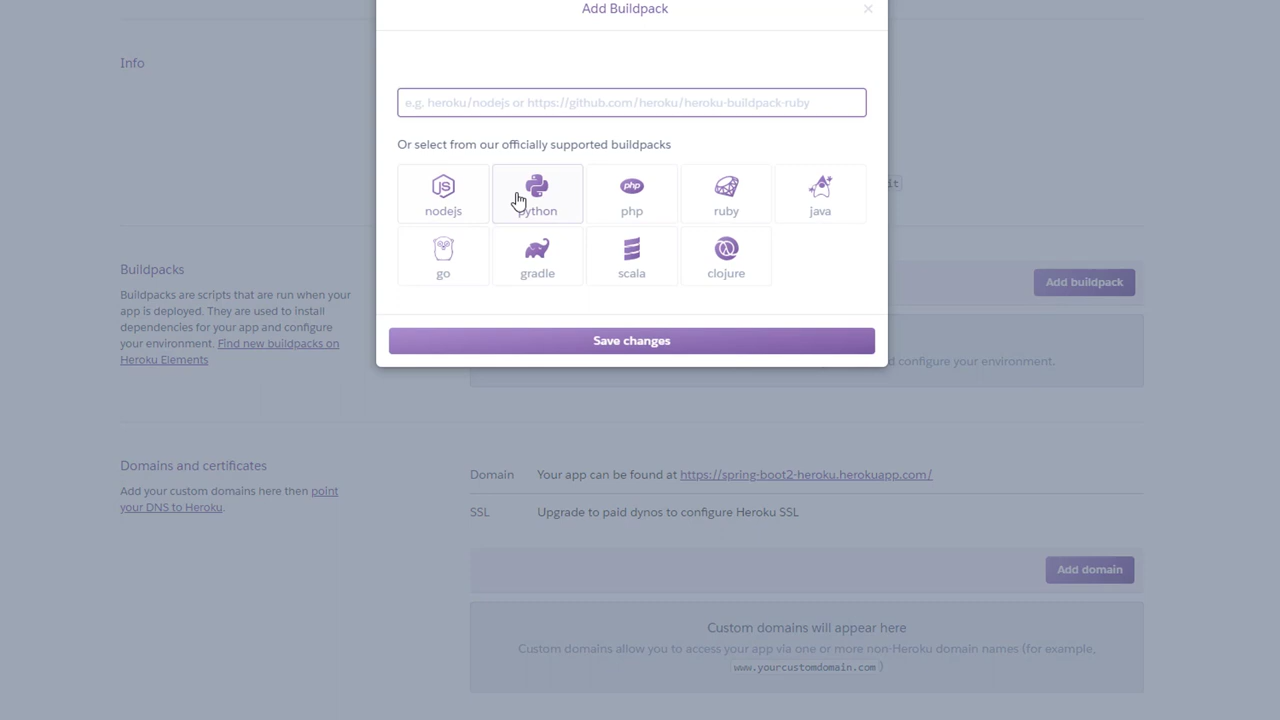 Add Buildpack
×
Info
e.g. heroku/nodejs or https://github.com/heroku/heroku-buildpack-ruby
Or select from our officially supported buildpacks
nodejs
python
php
ruby
java
it
go
gradle
scala
clojure
Buildpacks
Buildpacks are scripts that are run when your
app is deployed. They are used to install
dependencies for your app and configure
your environment. Find new buildpacks on
Heroku Elements
Add buildpack
Save changes
and configure your environment.
Domains and certificates
Add your custom domains here then point
your DNS to Heroku.
Domain Your app can be found at https://spring-boot2-heroku.herokuapp.com/
SSL Upgrade to paid dynos to configure Heroku SSL
Add domain
Custom domains will appear here
Custom domains allow you to access your app via one or more non-Heroku domain names (for example,
www.yourcustomdomain.com)